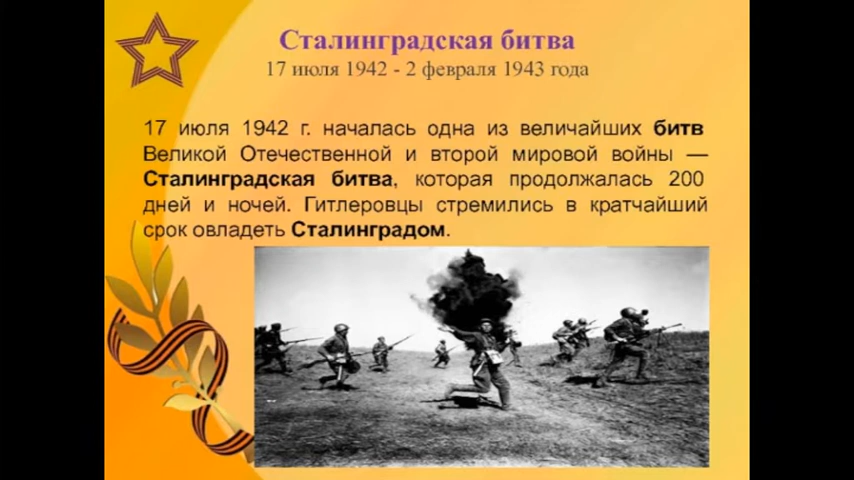 Сталинградская битва
17 июля 1942 - 2 февраля 1943 года
17 июля 1942 г. началась одна из величайших битв
Великой Отечественной и второй мировой войны —
Сталинградская битва, которая продолжалась 200
дней и ночей. Гитлеровцы стремились в кратчайший
срок овладеть Сталинградом.